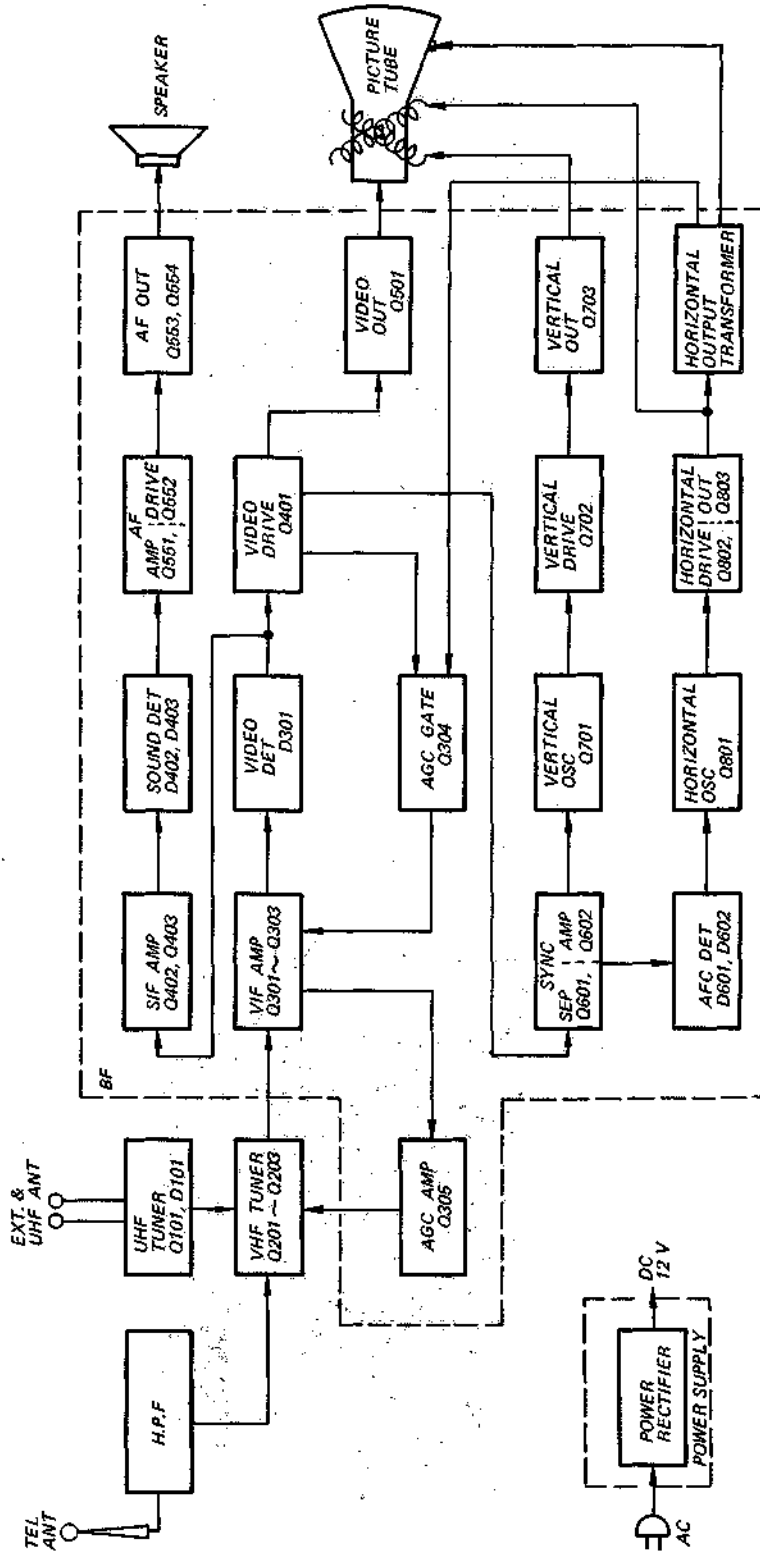 TEL
ANT
H.P.F
EXT. &
UHF ANT
UHF
TUNER
Q101, D101
VHF TUNER
Q201 ~ Q203
AGC AMP
Q305
BF
SIF AMP
Q402, Q403
SOUND DET
D402, D403
AF
AMP DRIVE
Q551, Q552
AF OUT
Q553, Q554
SPEAKER
VIF AMP
Q301~ Q303
VIDEO
DET
D301
VIDEO
DRIVE
Q401
VIDEO
OUT
Q501
PICTURE
TUBE
AGC GATE
Q304
SYNC
SEP AMP
Q601, Q602
VERTICAL
OSC
Q701
VERTICAL
DRIVE
Q702
VERTICAL
OUT
Q703
AFC DET
D601, D602
HORIZONTAL
OSC
Q801
HORIZONTAL
DRIVE OUT
Q802, Q803
HORIZONTAL
OUTPUT
TRANSFORMER
AC
POWER
RECTIFIER
POWER SUPPLY
DC
12 V